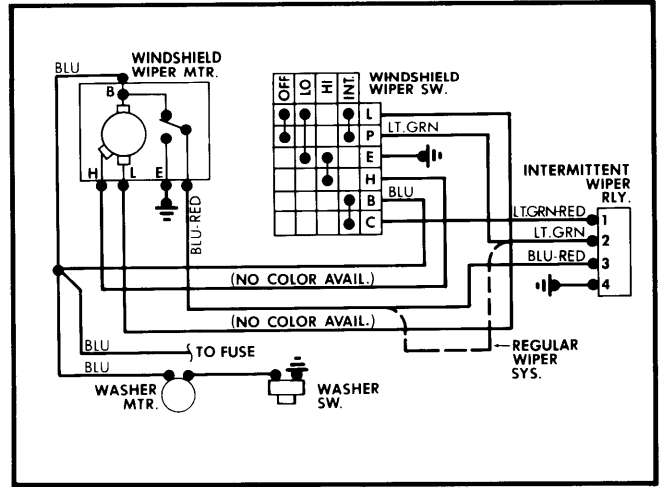 BLU
WINDSHIELD
WIPER MTR.
B
H
L
E
BLU-RED
OFF
LO
HI
INT.
WINDSHIELD
WIPER SW.
L
P
E
H
B
C
LT.GRN
BLU
INTERMITTENT
WIPER
RLY.
LT.GRN-RED
1
LT.GRN
2
BLU-RED
3
4
(NO COLOR AVAIL.)
(NO COLOR AVAIL.)
BLU
TO FUSE
BLU
WASHER
MTR.
WASHER
SW.
REGULAR
WIPER
SYS.